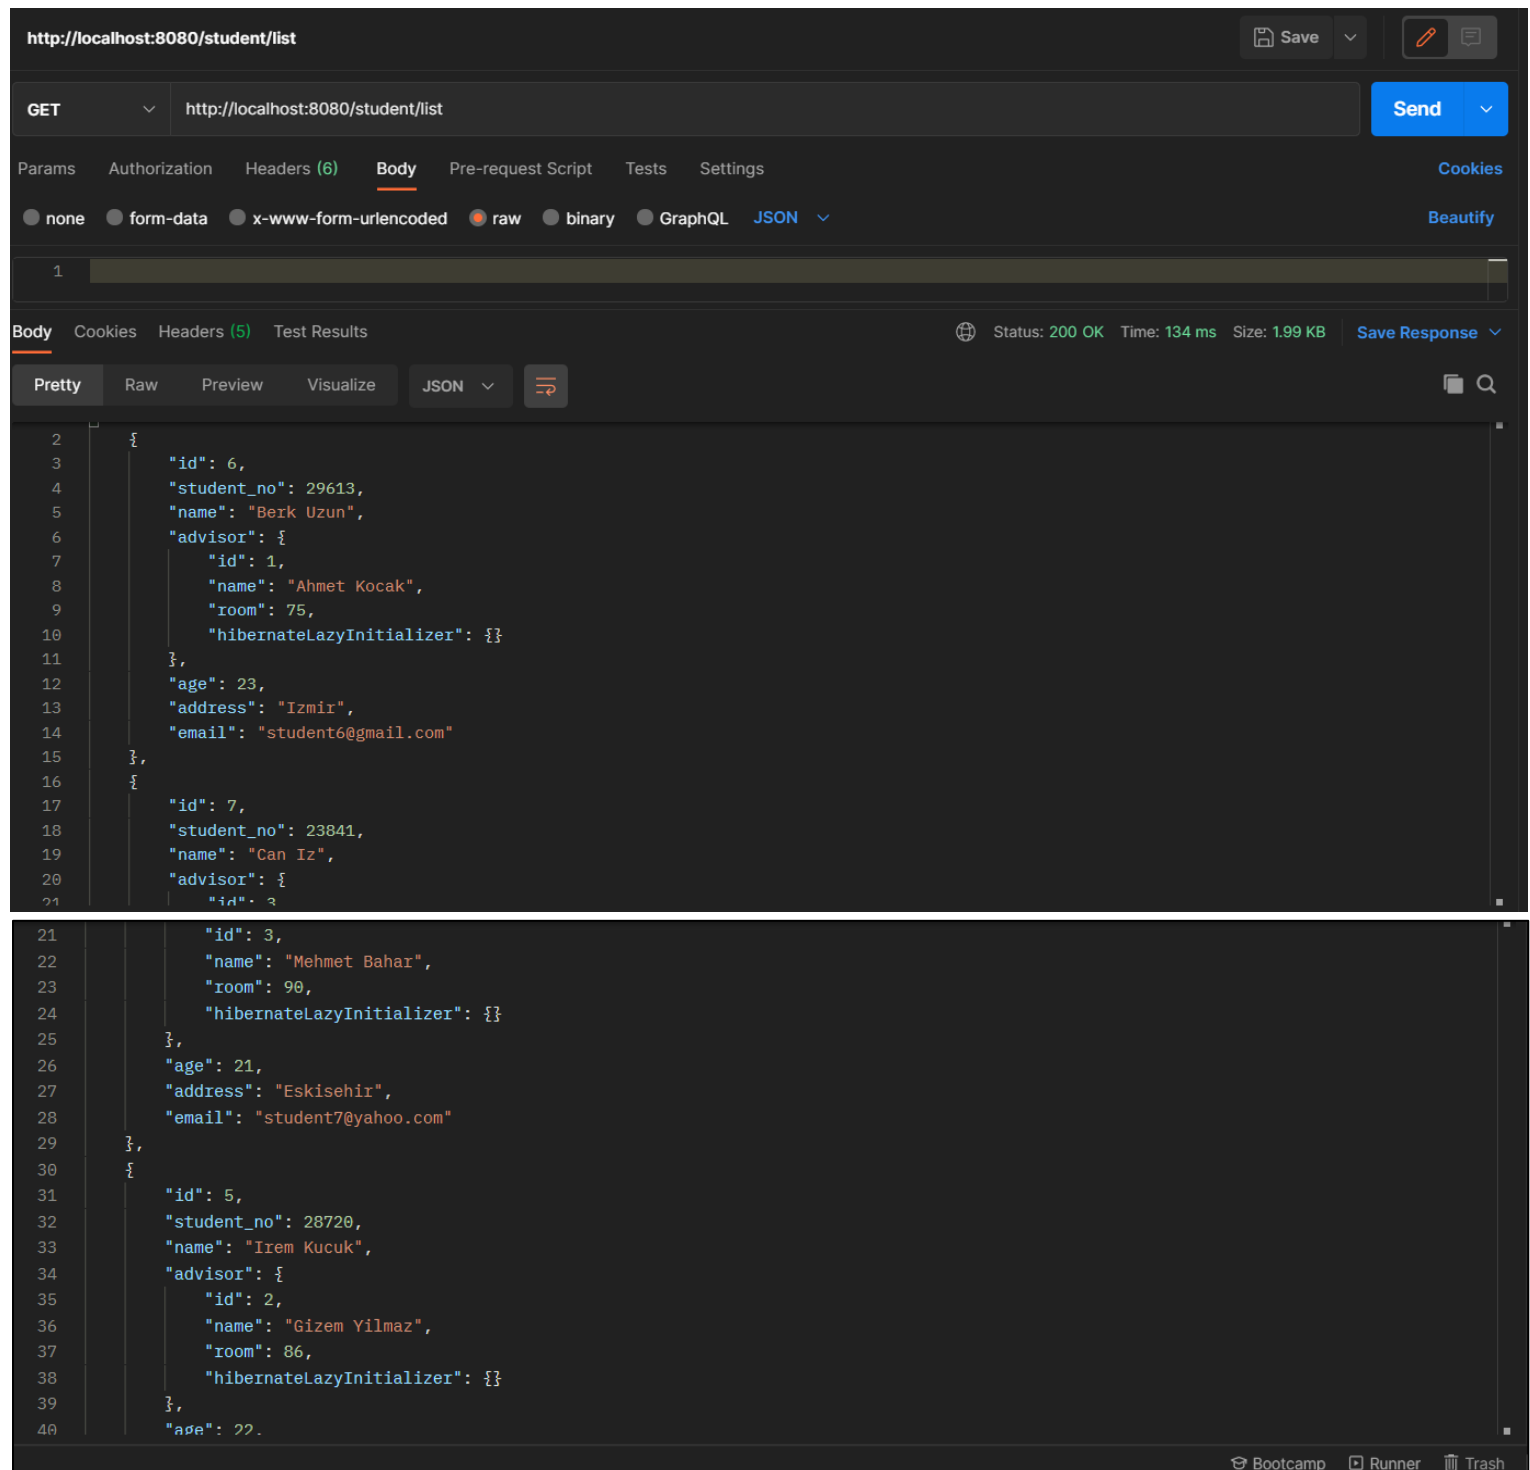 http://localhost:8080/student/list Save
GET http://localhost:8080/student/list Send
Params Authorization Headers (6) Body Pre-request Script Tests Settings Cookies
none form-data x-www-form-urlencoded raw binary GraphQL JSON Beautify
1
Body Cookies Headers (5) Test Results Status: 200 OK Time: 134 ms Size: 1.99 KB Save Response
Pretty Raw Preview Visualize JSON
2 {
3 "id": 6,
4 "student_no": 29613,
5 "name": "Berk Uzun",
6 "advisor": {
7 "id": 1,
8 "name": "Ahmet Kocak",
9 "room": 75,
10 "hibernateLazyInitializer": {}
11 },
12 "age": 23,
13 "address": "Izmir",
14 "email": "student6@gmail.com"
15 },
16 {
17 "id": 7,
18 "student_no": 23841,
19 "name": "Can Iz",
20 "advisor": {
21 "id": 3
21 "id": 3,
22 "name": "Mehmet Bahar",
23 "room": 90,
24 "hibernateLazyInitializer": {}
25 },
26 "age": 21,
27 "address": "Eskisehir",
28 "email": "student7@yahoo.com"
29 },
30 {
31 "id": 5,
32 "student_no": 28720,
33 "name": "Irem Kucuk",
34 "advisor": {
35 "id": 2,
36 "name": "Gizem Yilmaz",
37 "room": 86,
38 "hibernateLazyInitializer": {}
39 },
40 "age": 22,
Bootcamp Runner Trash